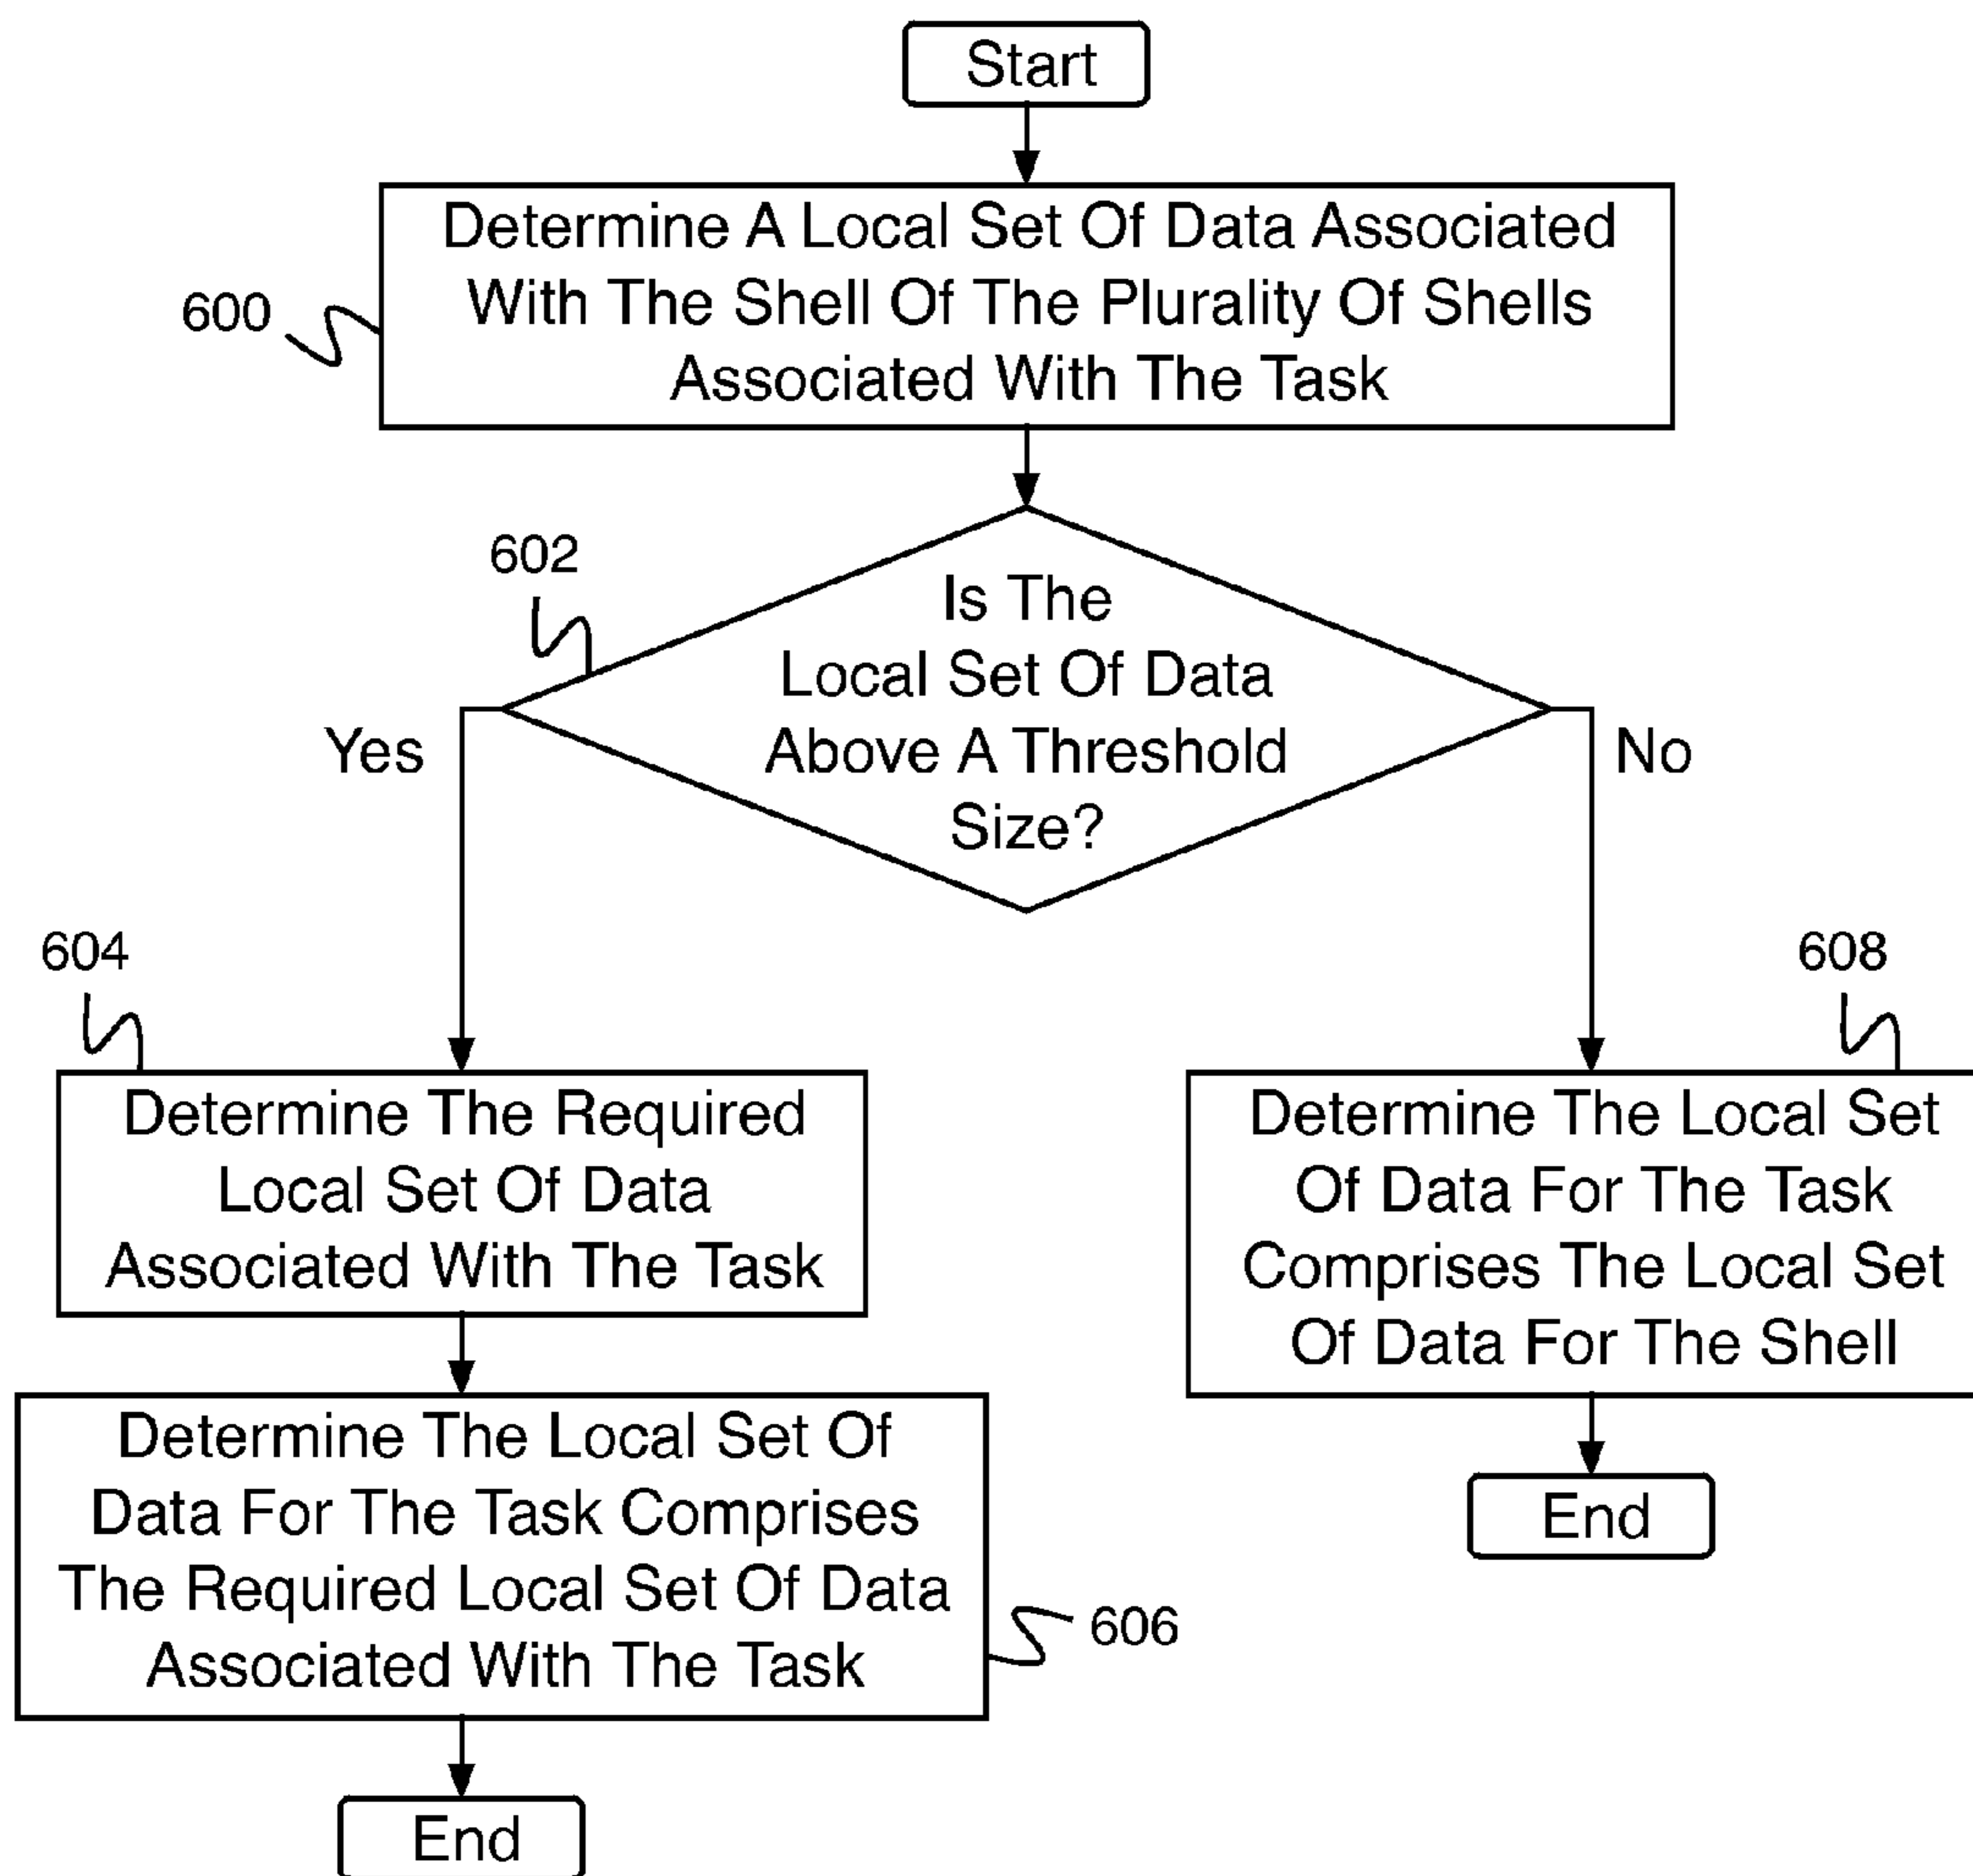 Start
Determine A Local Set Of Data Associated
With The Shell Of The Plurality Of Shells
Associated With The Task
600
602
Is The
Local Set Of Data
Above A Threshold
Size?
Yes
No
604
Determine The Required
Local Set Of Data
Associated With The Task
608
Determine The Local Set
Of Data For The Task
Comprises The Local Set
Of Data For The Shell
Determine The Local Set Of
Data For The Task Comprises
The Required Local Set Of Data
Associated With The Task
606
End
End